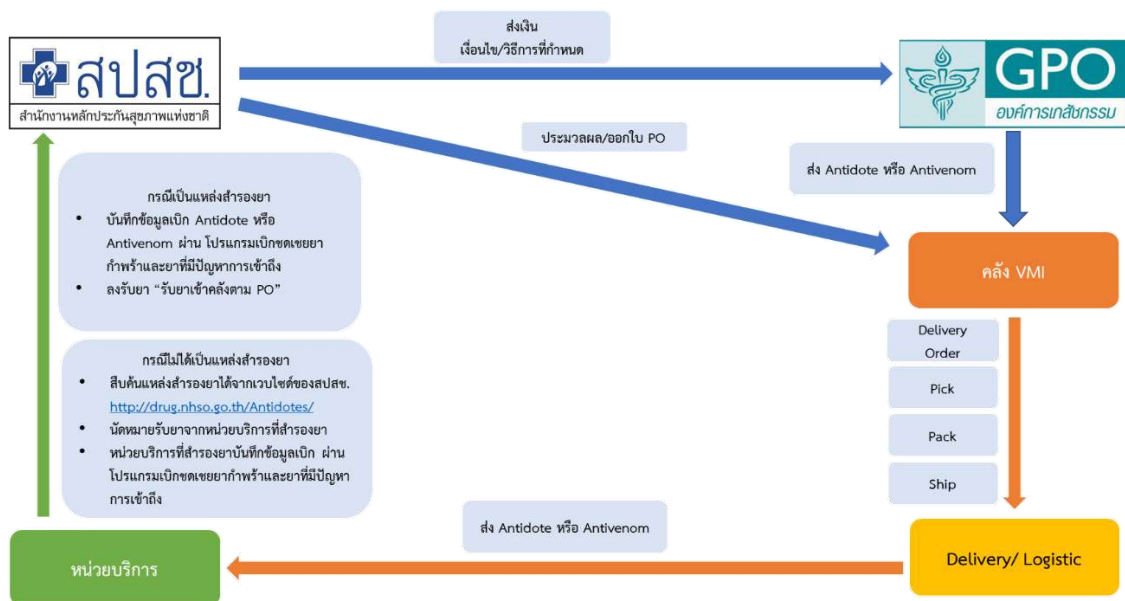 ส่งเงิน
เงื่อนไข/วิธีการที่กำหนด
สปสช.
สำนักงานหลักประกันสุขภาพแห่งชาติ
GPO
องค์การเภสัชกรรม
ประมวลผล/ออกใบ PO
ส่ง Antidote หรือ Antivenom
กรณีเป็นแหล่งสำรองยา
• บันทึกข้อมูลเบิก Antidote หรือ
Antivenom ผ่าน โปรแกรมเบิกชดเชยยา
กำพร้าและยาที่มีปัญหาการเข้าถึง
• ลงรับยา “รับยาเข้าคลังตาม PO”
คลัง VMI
Delivery
Order
Pick
Pack
Ship
กรณีไม่ได้เป็นแหล่งสำรองยา
• สืบค้นแหล่งสำรองยาได้จากเวบไซต์ของสปสช.
http://drug.nhso.go.th/Antidotes/
• นัดหมายรับยาจากหน่วยบริการที่สำรองยา
• หน่วยบริการที่สำรองยาบันทึกข้อมูลเบิก ผ่าน
โปรแกรมเบิกชดเชยยากำพร้าและยาที่มีปัญหา
การเข้าถึง
ส่ง Antidote หรือ Antivenom
หน่วยบริการ
Delivery/ Logistic